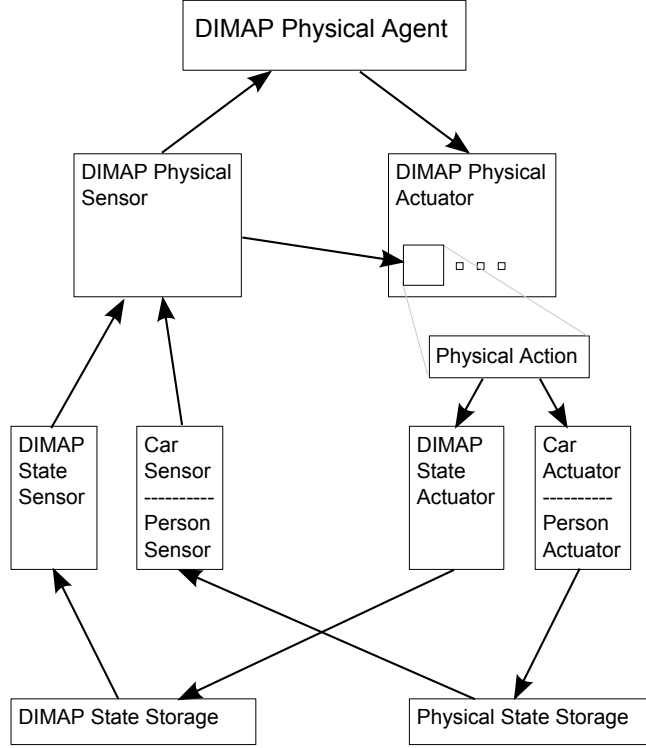 DIMAP Physical Agent
DIMAP Physical
Sensor
DIMAP Physical
Actuator
Physical Action
DIMAP
State
Sensor
Car
Sensor
----------
Person
Sensor
DIMAP
State
Actuator
Car
Actuator
----------
Person
Actuator
DIMAP State Storage
Physical State Storage